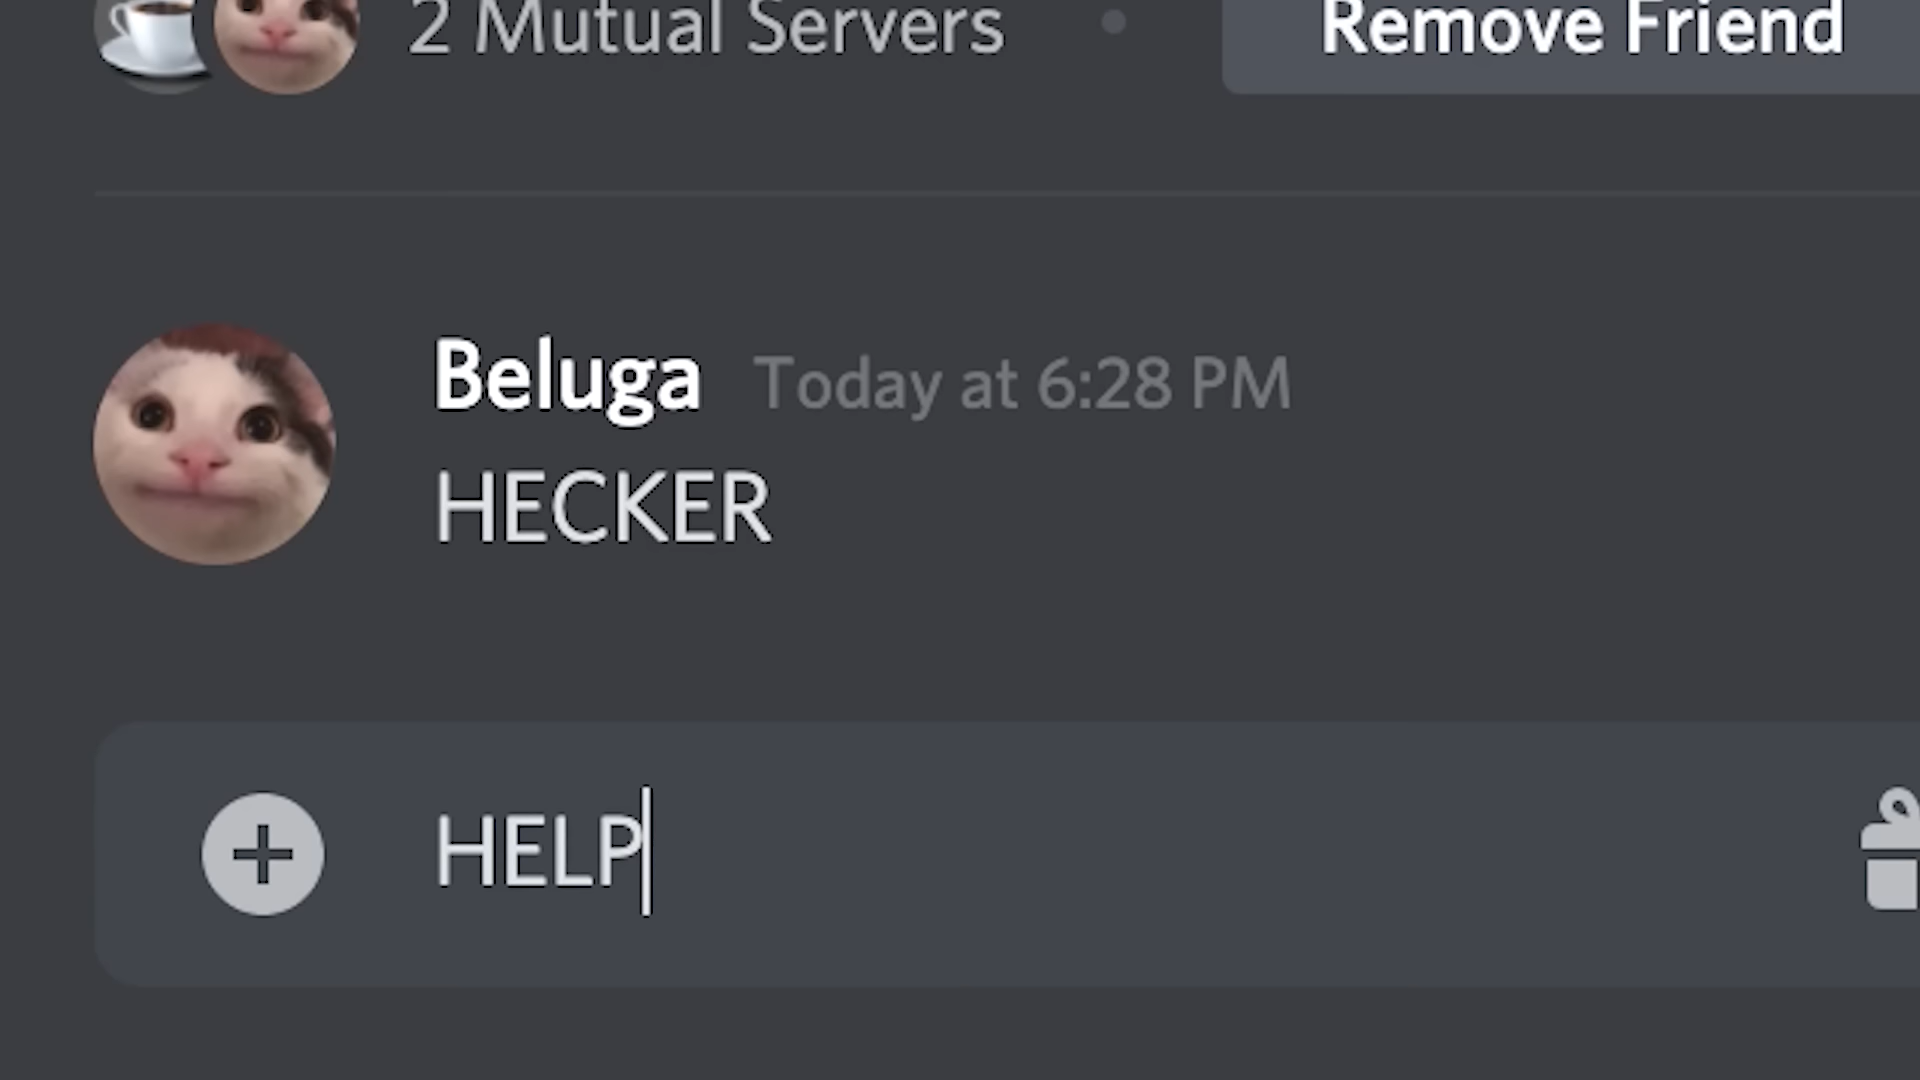 2 Mutual Servers
Remove Friend
Beluga Today at 6:28 PM
HECKER
HELP